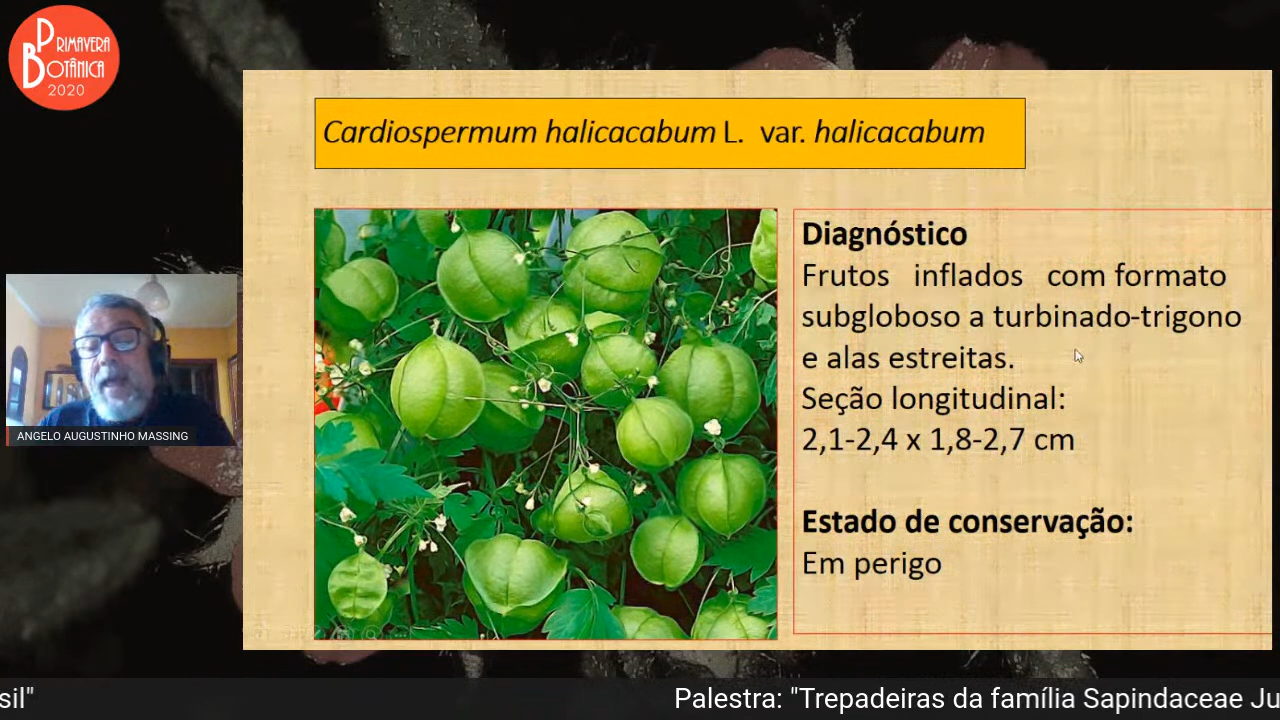 PRIMAVERA
BOTÂNICA
2020
Cardiospermum halicacabum L. var. halicacabum
Diagnóstico
Frutos inflados com formato
subgloboso a turbinado-trigono
e alas estreitas.
Seção longitudinal:
2,1-2,4 x 1,8-2,7 cm
Estado de conservação:
Em perigo
ANGELO AUGUSTINHO MASSING
sil" Palestra: "Trepadeiras da família Sapindaceae Ju